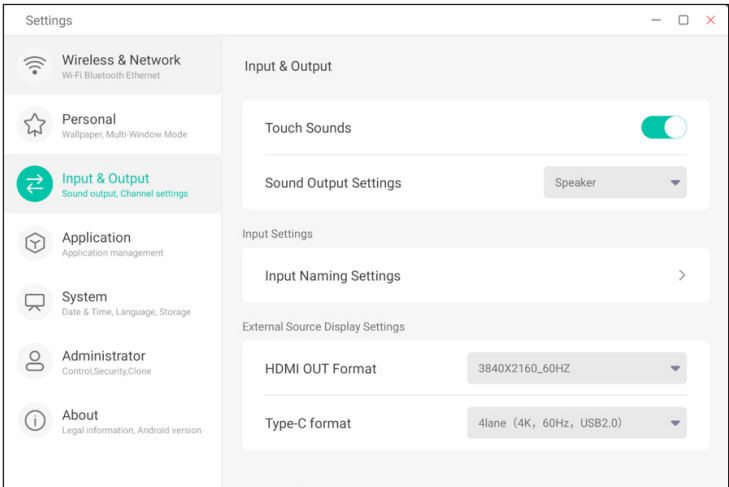 Settings
Wireless & Network
Wi-Fi Bluetooth Ethernet
Personal
Wallpaper, Multi-Window Mode
Input & Output
Sound output, Channel settings
Application
Application management
System
Date & Time, Language, Storage
Administrator
Control,Security,Clone
About
Legal information, Android version
Input & Output
Touch Sounds
Sound Output Settings
Speaker
Input Settings
Input Naming Settings
External Source Display Settings
HDMI OUT Format
3840X2160_60HZ
Type-C format
4lane（4K，60Hz，USB2.0）